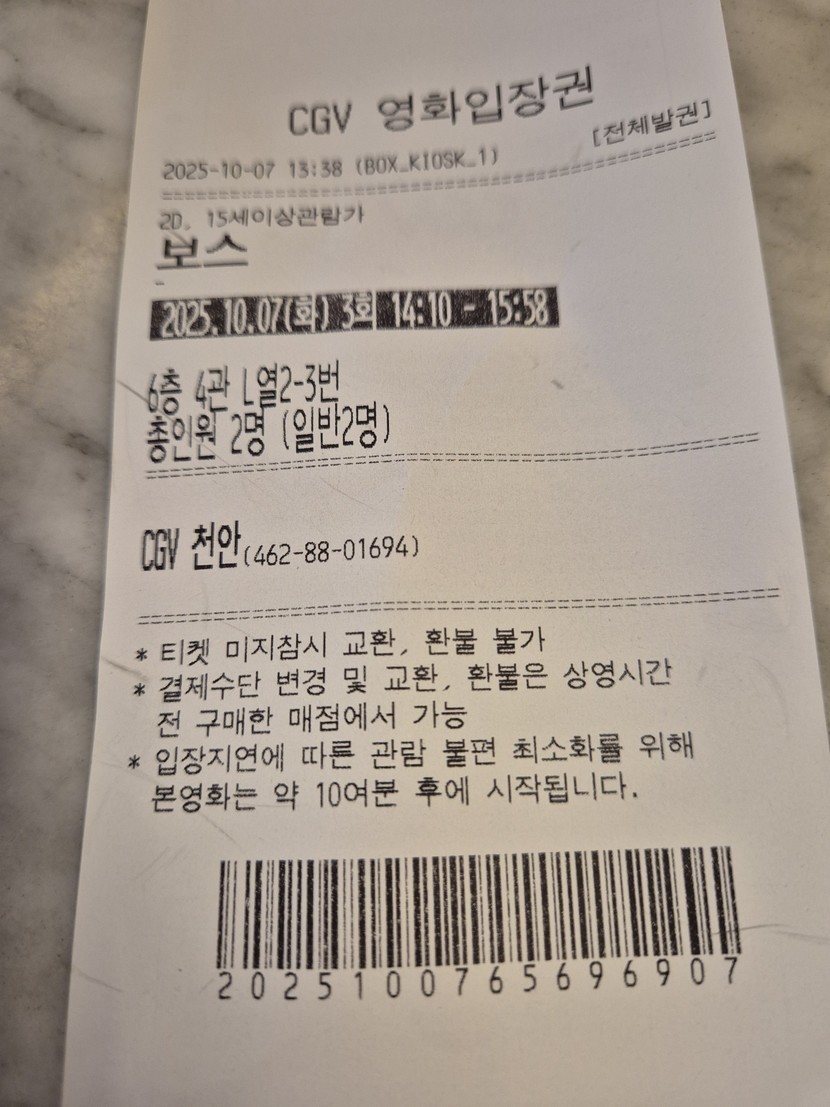 CGV 영화입장권
[전체발권]
2025-10-07 13:38 (BOX_KIOSK_1)
2D, 15세이상관람가
보스
-
2025.10.07(화) 3회 14:10 - 15:58
6층 4관 L열2-3번
총인원 2명 (일반2명)
CGV 천안(462-88-01694)
* 티켓 미지참시 교환, 환불 불가
* 결제수단 변경 및 교환, 환불은 상영시간
전 구매한 매점에서 가능
* 입장지연에 따른 관람 불편 최소화를 위해
본영화는 약 10여분 후에 시작됩니다.
2025100765696907